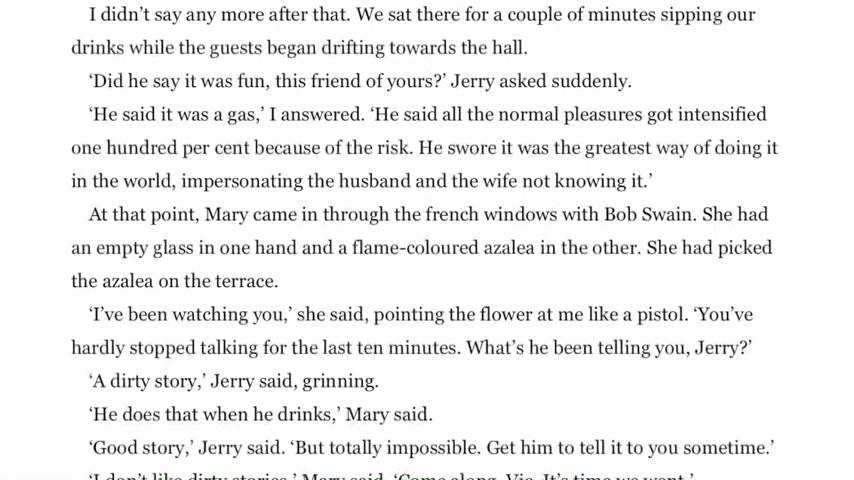 I didn’t say any more after that. We sat there for a couple of minutes sipping our
drinks while the guests began drifting towards the hall.
‘Did he say it was fun, this friend of yours?’ Jerry asked suddenly.
‘He said it was a gas,’ I answered. ‘He said all the normal pleasures got intensified
one hundred per cent because of the risk. He swore it was the greatest way of doing it
in the world, impersonating the husband and the wife not knowing it.’
At that point, Mary came in through the french windows with Bob Swain. She had
an empty glass in one hand and a flame-coloured azalea in the other. She had picked
the azalea on the terrace.
‘I’ve been watching you,’ she said, pointing the flower at me like a pistol. ‘You’ve
hardly stopped talking for the last ten minutes. What’s he been telling you, Jerry?’
‘A dirty story,’ Jerry said, grinning.
‘He does that when he drinks,’ Mary said.
‘Good story,’ Jerry said. ‘But totally impossible. Get him to tell it to you sometime.’
‘I don’t like dirty stories,’ Mary said. ‘Come along, Vic. It’s time we went.’